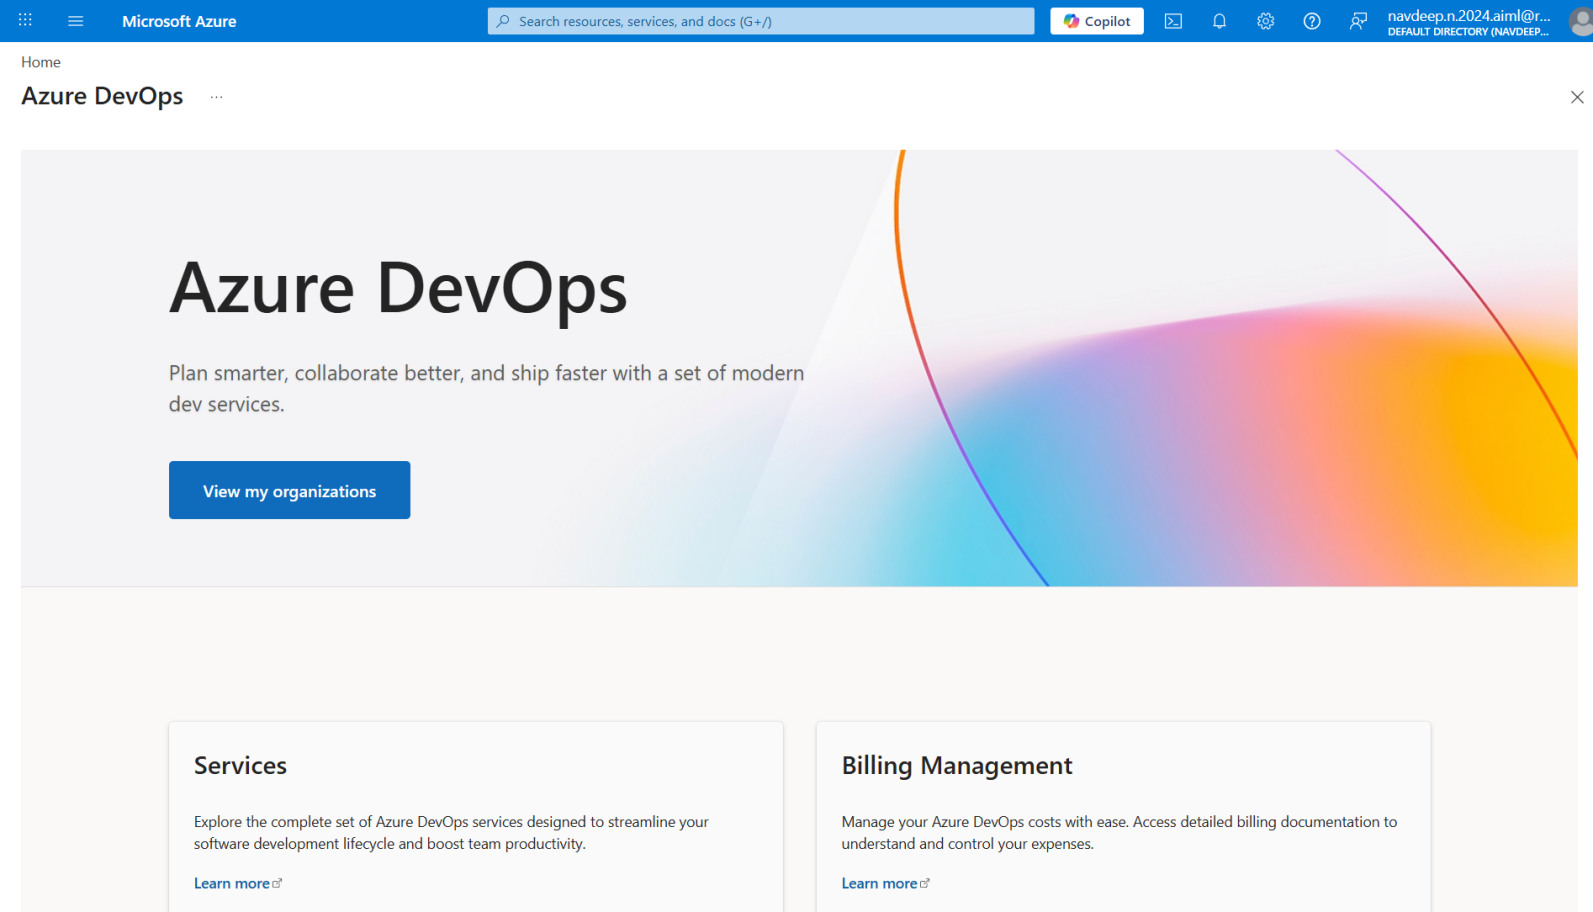 Microsoft Azure
Search resources, services, and docs (G+/)
Copilot
navdeep.n.2024.aiml@r...
DEFAULT DIRECTORY (NAVDEEP...
Home
Azure DevOps
...
Azure DevOps
Plan smarter, collaborate better, and ship faster with a set of modern
dev services.
View my organizations
Services
Explore the complete set of Azure DevOps services designed to streamline your
software development lifecycle and boost team productivity.
Learn more
Billing Management
Manage your Azure DevOps costs with ease. Access detailed billing documentation to
understand and control your expenses.
Learn more